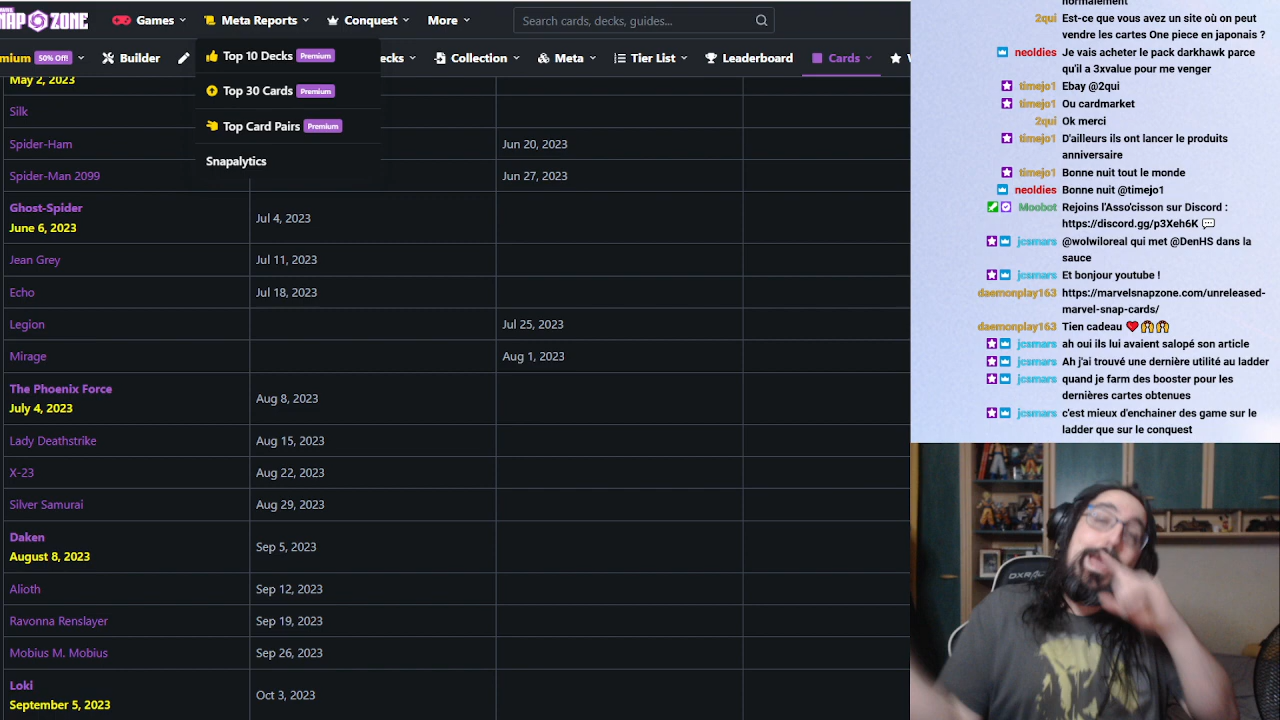 SNAP ZONE
Games
Meta Reports
Conquest
More
Search cards, decks, guides...
mium 50% Off!
Builder
ecks
Collection
Meta
Tier List
Leaderboard
Cards
Top 10 Decks Premium
Top 30 Cards Premium
Top Card Pairs Premium
Snapalytics
May 2, 2023
Silk
Spider-Ham Jun 20, 2023
Spider-Man 2099 Jun 27, 2023
Ghost-Spider
June 6, 2023
Jul 4, 2023
Jean Grey Jul 11, 2023
Echo Jul 18, 2023
Legion Jul 25, 2023
Mirage Aug 1, 2023
The Phoenix Force
July 4, 2023
Aug 8, 2023
Lady Deathstrike Aug 15, 2023
X-23 Aug 22, 2023
Silver Samurai Aug 29, 2023
Daken
August 8, 2023
Sep 5, 2023
Alioth Sep 12, 2023
Ravonna Renslayer Sep 19, 2023
Mobius M. Mobius Sep 26, 2023
Loki
September 5, 2023
Oct 3, 2023
normalement
2qui Est-ce que vous avez un site où on peut
vendre les cartes One piece en japonais ?
neoldies Je vais acheter le pack darkhawk parce
qu'il a 3xvalue pour me venger
timejo1 Ebay @2qui
timejo1 Ou cardmarket
2qui Ok merci
timejo1 D'ailleurs ils ont lancer le produits
anniversaire
timejo1 Bonne nuit tout le monde
neoldies Bonne nuit @timejo1
Moobot Rejoins l'Asso'cisson sur Discord :
https://discord.gg/p3Xeh6K 💬
jcsmars @wolwiloreal qui met @DenHS dans la
sauce
jcsmars Et bonjour youtube !
daemonplay163 https://marvelsnapzone.com/unreleased-
marvel-snap-cards/
daemonplay163 Tien cadeau
jcsmars ah oui ils lui avaient salopé son article
jcsmars Ah j'ai trouvé une dernière utilité au ladder
jcsmars quand je farm des booster pour les
dernières cartes obtenues
jcsmars c'est mieux d'enchainer des game sur le
ladder que sur le conquest
DXRACER